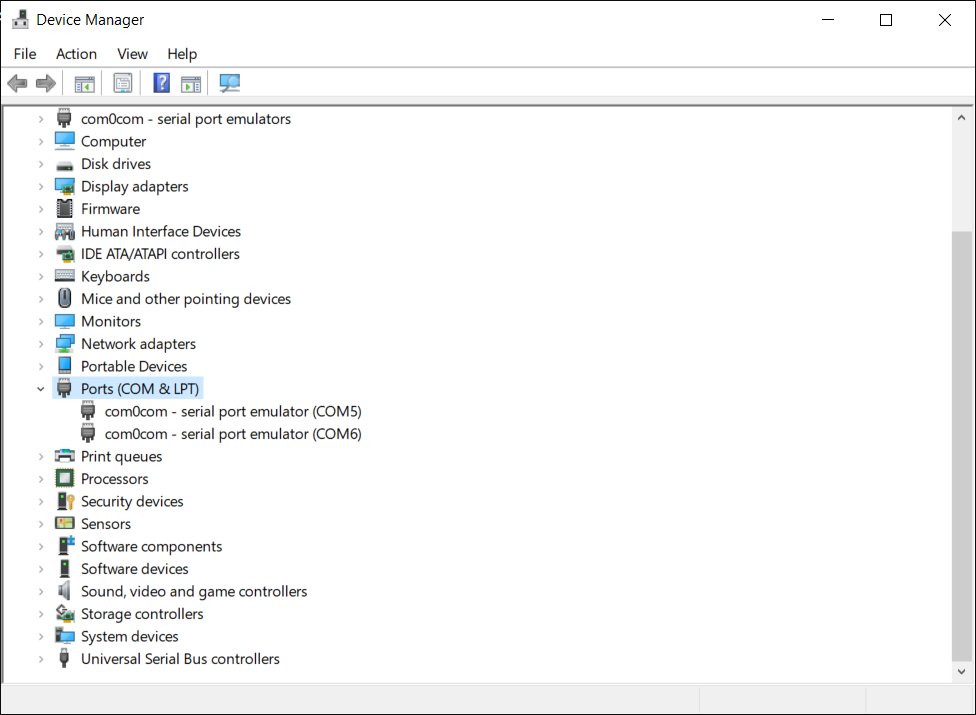 Device Manager
File Action View Help
com0com - serial port emulators
Computer
Disk drives
Display adapters
Firmware
Human Interface Devices
IDE ATA/ATAPI controllers
Keyboards
Mice and other pointing devices
Monitors
Network adapters
Portable Devices
Ports (COM & LPT)
com0com - serial port emulator (COM5)
com0com - serial port emulator (COM6)
Print queues
Processors
Security devices
Sensors
Software components
Software devices
Sound, video and game controllers
Storage controllers
System devices
Universal Serial Bus controllers